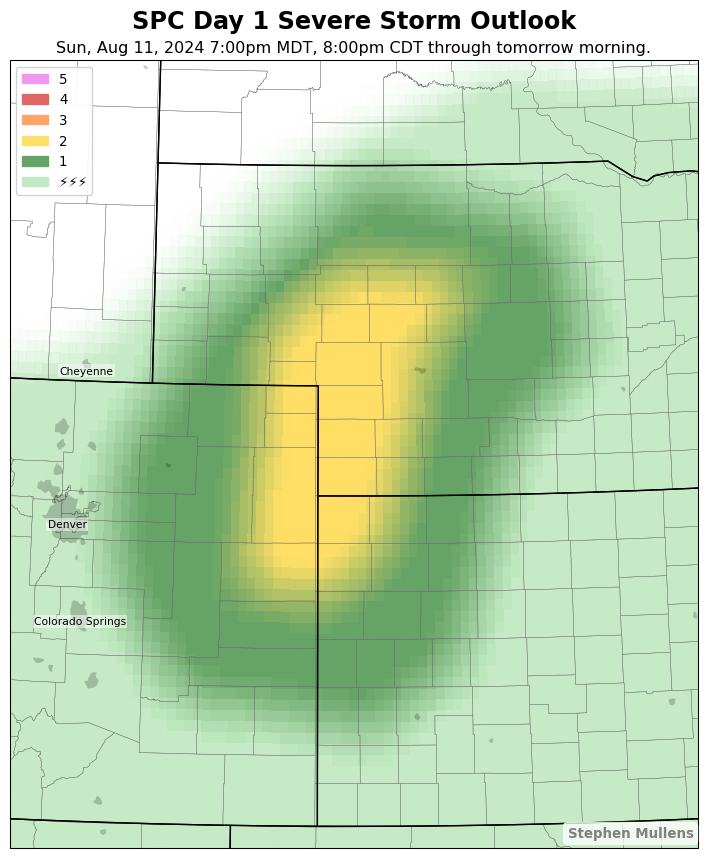 SPC Day 1 Severe Storm Outlook
Sun, Aug 11, 2024 7:00pm MDT, 8:00pm CDT through tomorrow morning.
5
4
3
2
1
⚡⚡⚡
Cheyenne
Denver
Colorado Springs
Stephen Mullens